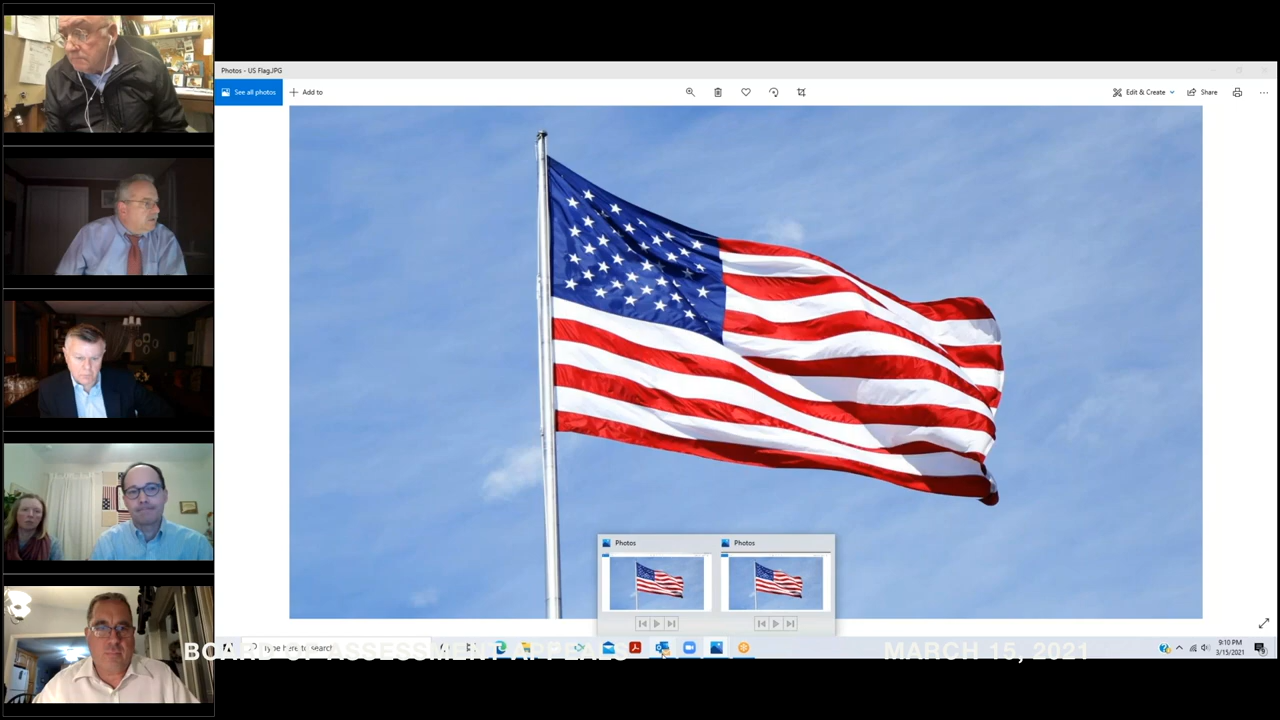 Photos - US Flag.JPG
See all photos
Add to
Edit & Create
Share
Photos
Photos
Type here to search
9:10 PM
3/15/2021
BOARD OF ASSESSMENT APPEALS
MARCH 15, 2021